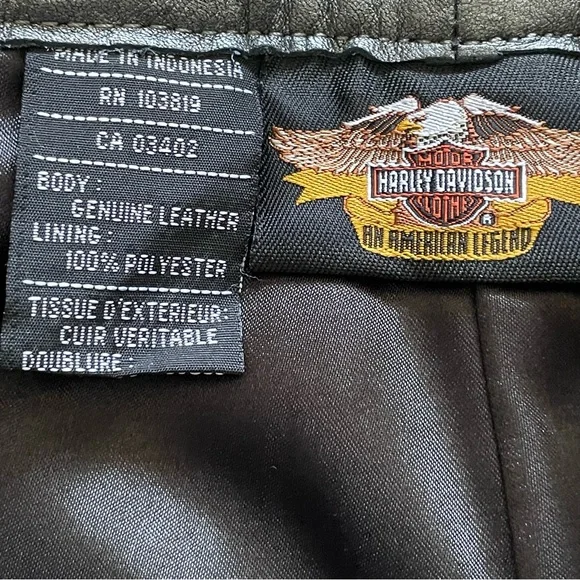 MADE IN INDONESIA
RN 103819
CA 03402
BODY:
GENUINE LEATHER
LINING:
100% POLYESTER
TISSUE D'EXTERIEUR:
CUIR VERITABLE
DOUBLURE:
MOTOR
HARLEY-DAVIDSON
CLOTHES
®
AN AMERICAN LEGEND